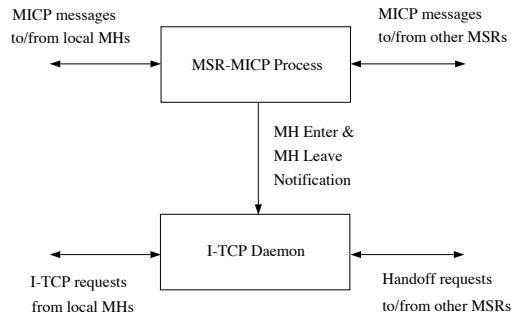 MICP messages
to/from local MHs
MICP messages
to/from other MSRs
MSR-MICP Process
MH Enter &
MH Leave
Notification
I-TCP Daemon
I-TCP requests
from local MHs
Handoff requests
to/from other MSRs